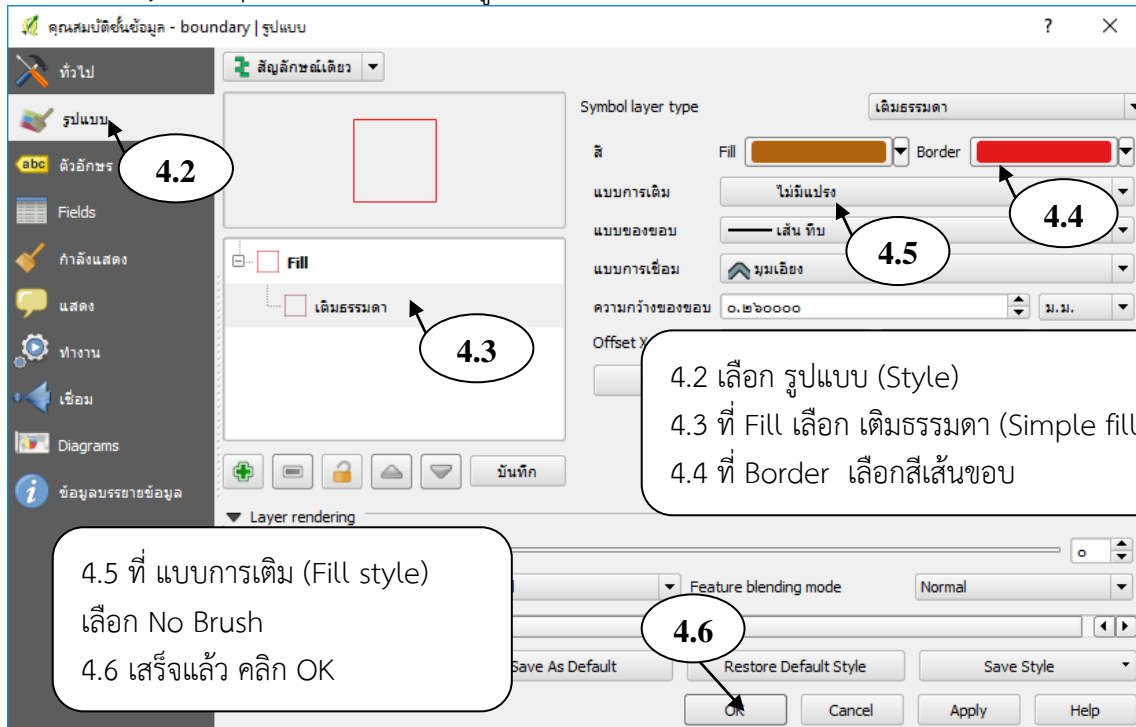 คุณสมบัติชั้นข้อมูล - boundary | รูปแบบ
?
ทั่วไป
สัญลักษณ์เดียว
รูปแบบ
4.2
abc ตัวอักษร
Fields
กำลังแสดง
แสดง
ทำงาน
เชื่อม
Diagrams
ข้อมูลบรรยายข้อมูล
Fill
เติมธรรมดา
4.3
บันทึก
Symbol layer type เติมธรรมดา
สี Fill Border
แบบการเติม ไม่มีแปรง
4.4
แบบของขอบ เส้น ทึบ
4.5
แบบการเชื่อม มุมเอียง
ความกว้างของขอบ ๐.๒๖๐๐๐๐ ม.ม.
Offset X
4.2 เลือก รูปแบบ (Style)
4.3 ที่ Fill เลือก เติมธรรมดา (Simple fill
4.4 ที่ Border เลือกสีเส้นขอบ
Layer rendering
๐
Feature blending mode Normal
4.5 ที่ แบบการเติม (Fill style)
เลือก No Brush
4.6 เสร็จแล้ว คลิก OK
4.6
Save As Default Restore Default Style Save Style
OK Cancel Apply Help